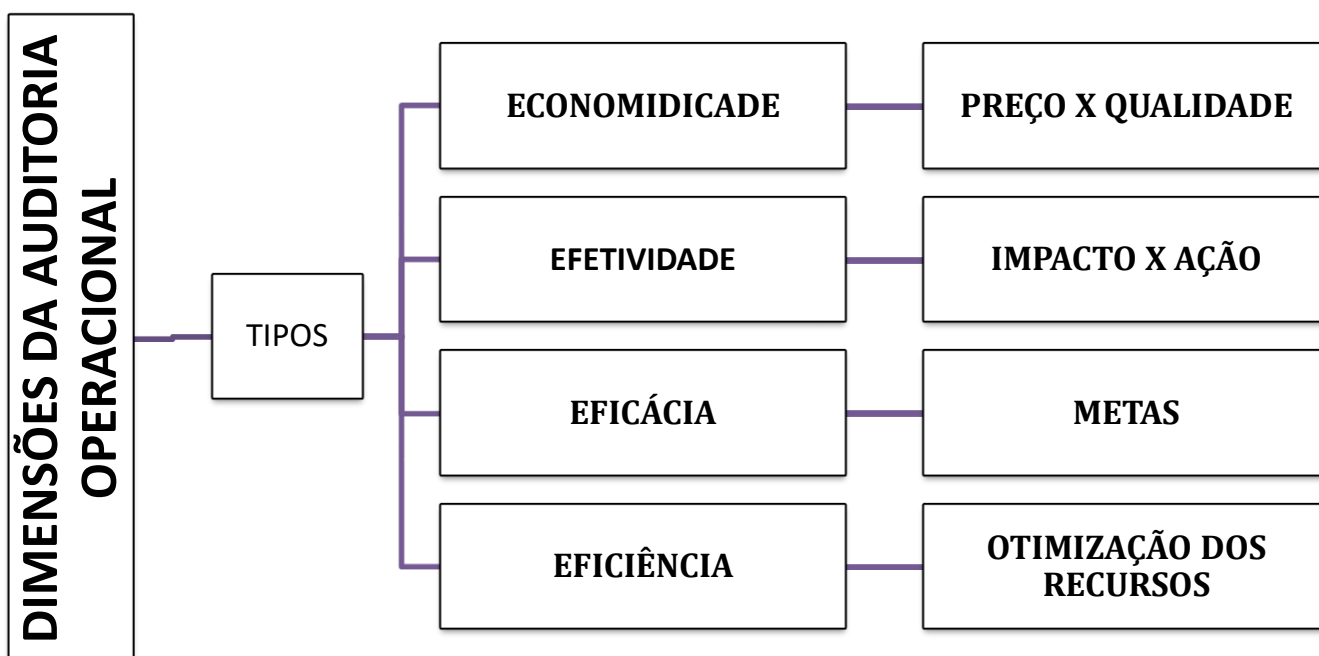 DIMENSÕES DA AUDITORIA
OPERACIONAL
TIPOS
ECONOMIDICADE
PREÇO X QUALIDADE
EFETIVIDADE
IMPACTO X AÇÃO
EFICÁCIA
METAS
EFICIÊNCIA
OTIMIZAÇÃO DOS
RECURSOS